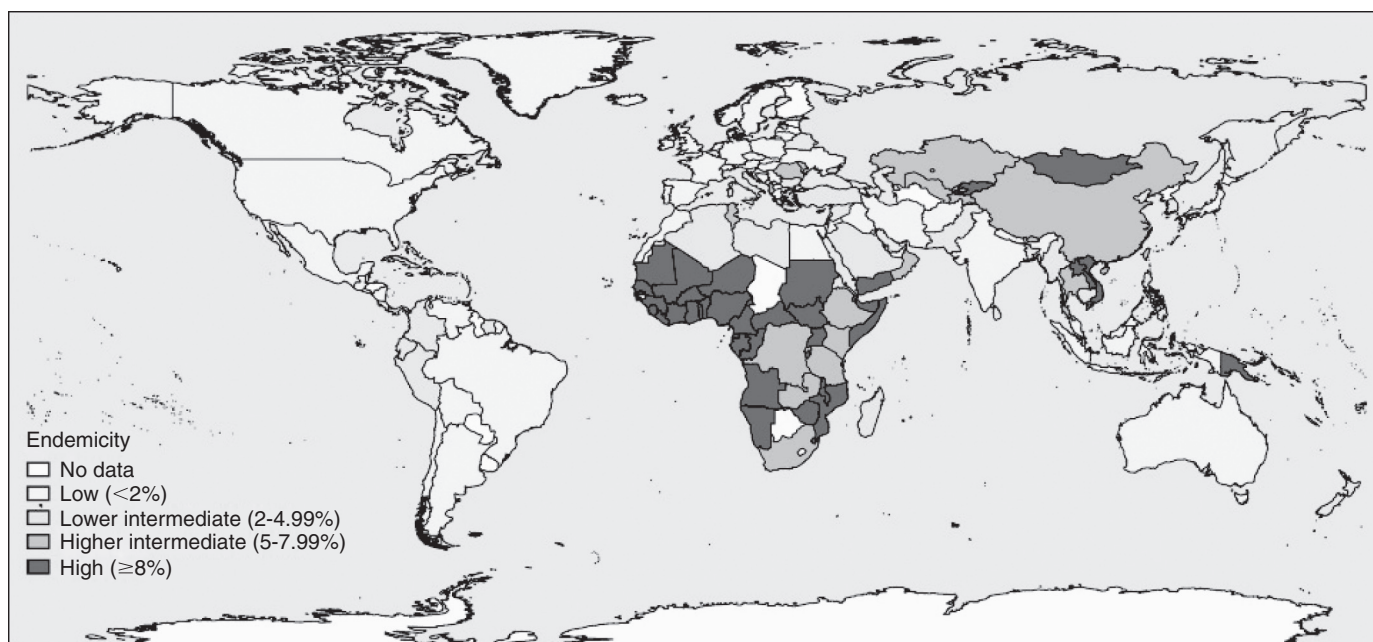 Endemicity
No data
Low (<2%)
Lower intermediate (2-4.99%)
Higher intermediate (5-7.99%)
High (≥8%)